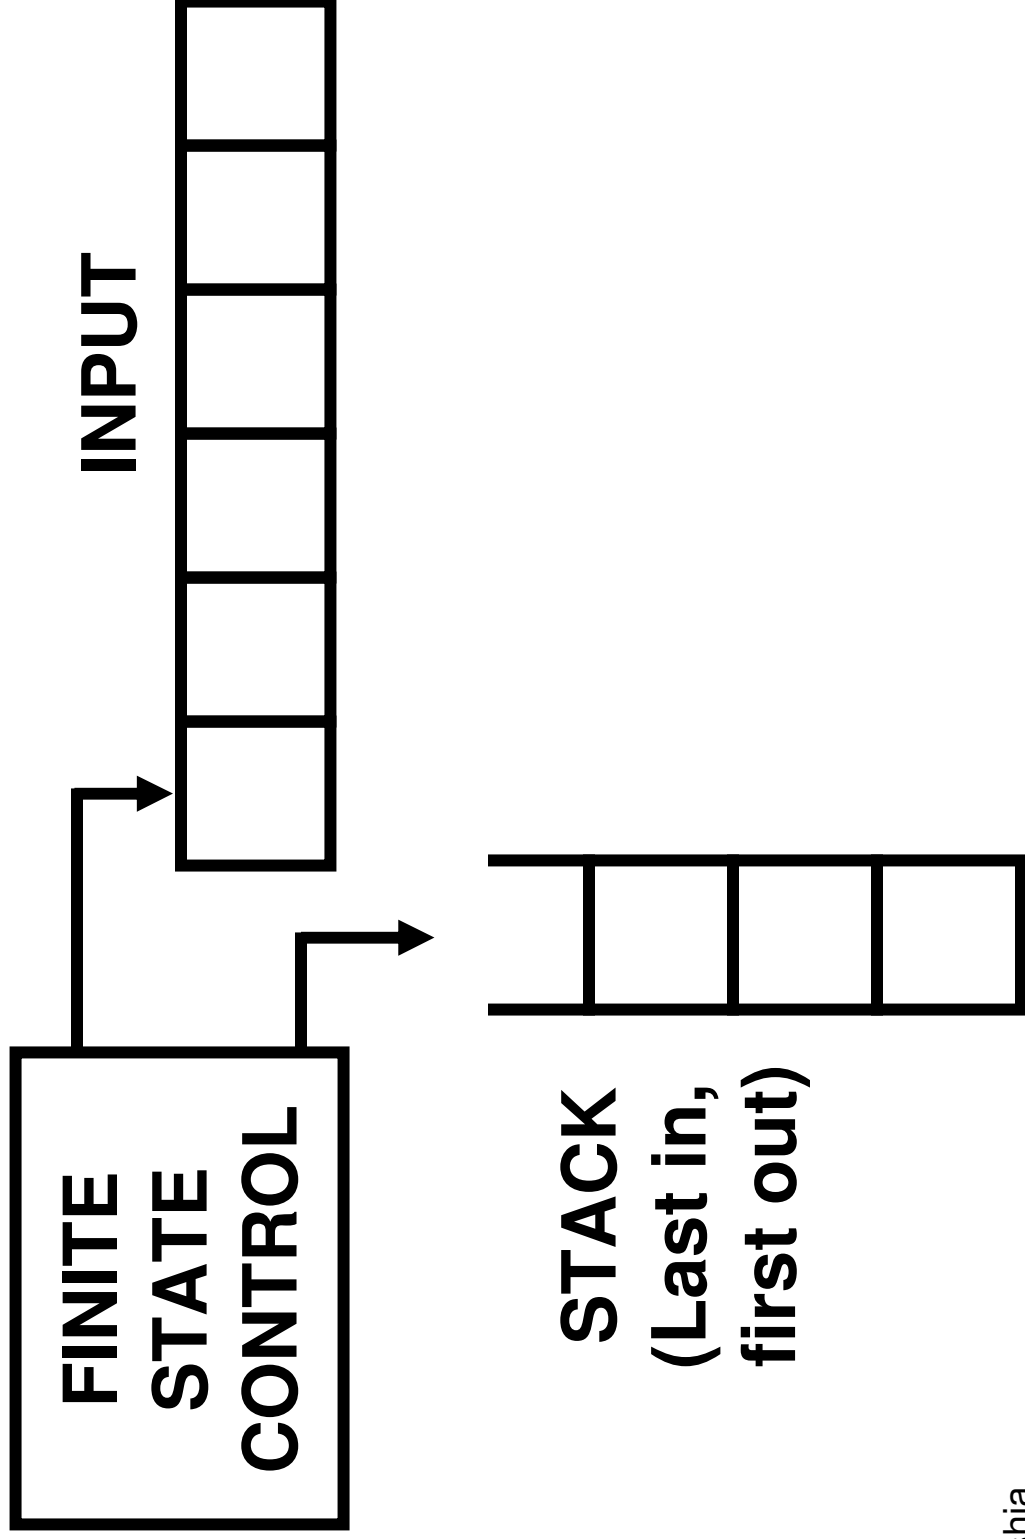 FINITE
STATE
CONTROL
INPUT
STACK
(Last in,
first out)